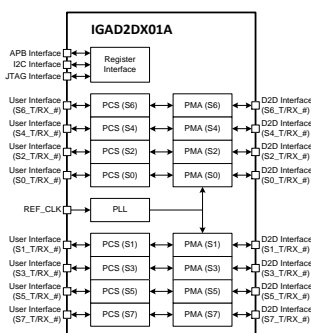 IGAD2DX01A
APB Interface
I2C Interface
JTAG Interface
Register
Interface
User Interface
(S6_T/RX_#)
PCS (S6)
PMA (S6)
D2D Interface
(S6_T/RX_#)
User Interface
(S4_T/RX_#)
PCS (S4)
PMA (S4)
D2D Interface
(S4_T/RX_#)
User Interface
(S2_T/RX_#)
PCS (S2)
PMA (S2)
D2D Interface
(S2_T/RX_#)
User Interface
(S0_T/RX_#)
PCS (S0)
PMA (S0)
D2D Interface
(S0_T/RX_#)
REF_CLK
PLL
User Interface
(S1_T/RX_#)
PCS (S1)
PMA (S1)
D2D Interface
(S1_T/RX_#)
User Interface
(S3_T/RX_#)
PCS (S3)
PMA (S3)
D2D Interface
(S3_T/RX_#)
User Interface
(S5_T/RX_#)
PCS (S5)
PMA (S5)
D2D Interface
(S5_T/RX_#)
User Interface
(S7_T/RX_#)
PCS (S7)
PMA (S7)
D2D Interface
(S7_T/RX_#)